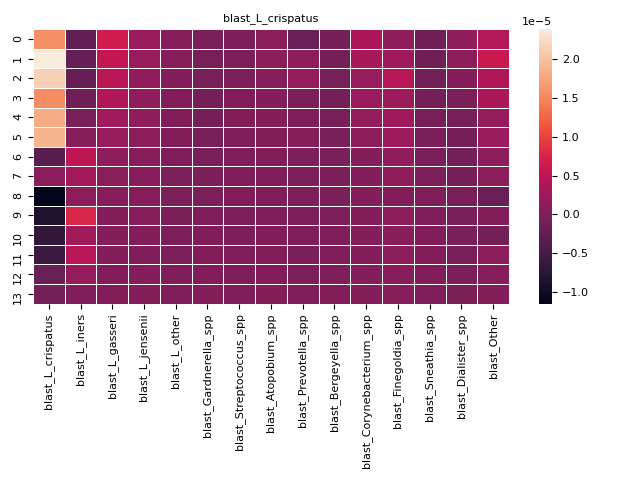 blast_L_crispatus
1e−5
0
1
2
3
4
5
6
7
8
9
10
11
12
13
2.0
1.5
1.0
0.5
0.0
−0.5
−1.0
blast_L_crispatus
blast_L_iners
blast_L_gasseri
blast_L_jensenii
blast_L_other
blast_Gardnerella_spp
blast_Streptococcus_spp
blast_Atopobium_spp
blast_Prevotella_spp
blast_Bergeyella_spp
blast_Corynebacterium_spp
blast_Finegoldia_spp
blast_Sneathia_spp
blast_Dialister_spp
blast_Other